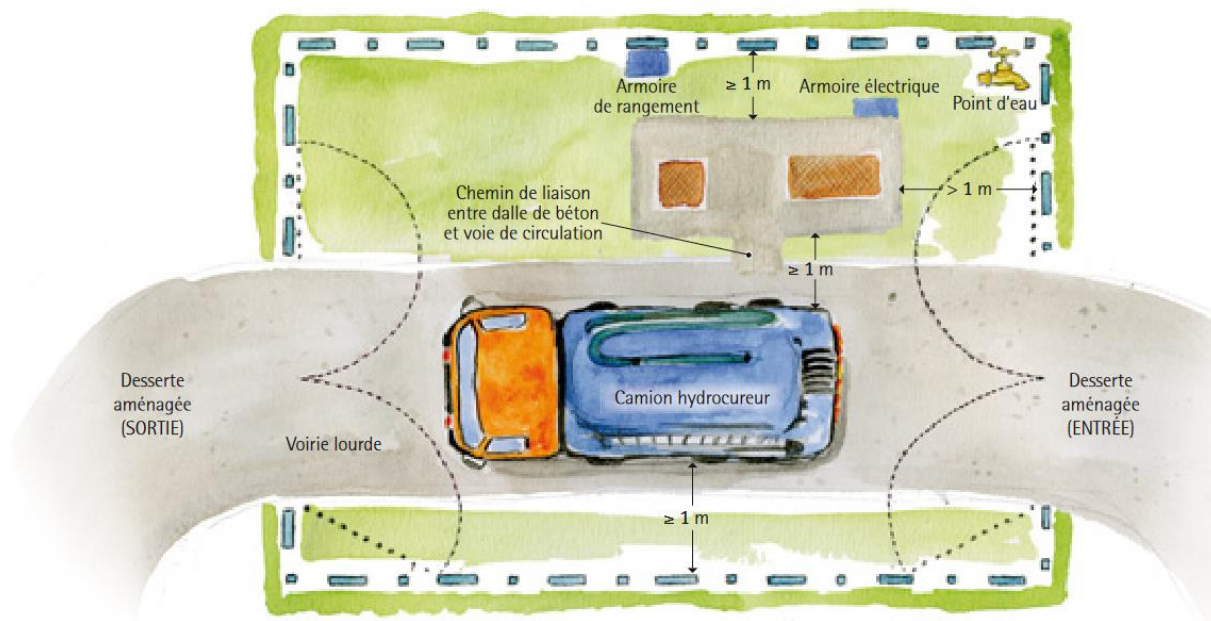 Armoire
de rangement
≥ 1 m
Armoire électrique
Point d'eau
Chemin de liaison
entre dalle de béton
et voie de circulation
> 1 m
≥ 1 m
Desserte
aménagée
(SORTIE)
Voirie lourde
Camion hydrocureur
Desserte
aménagée
(ENTRÉE)
≥ 1 m